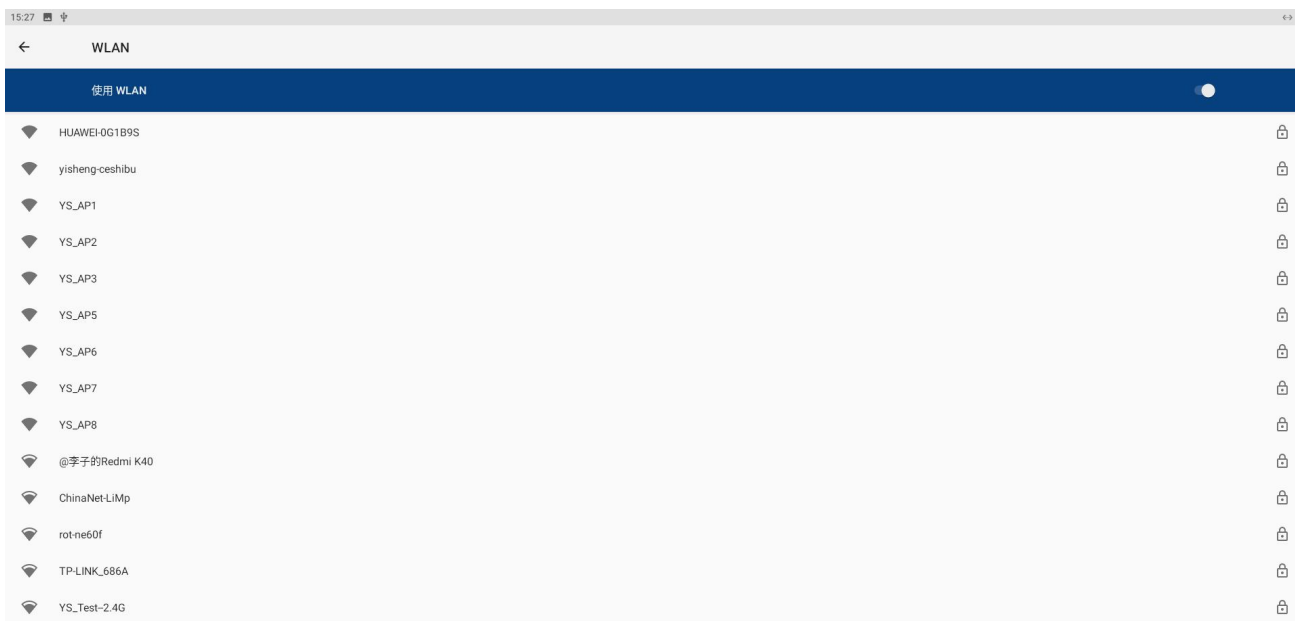 15:27
WLAN
使用 WLAN
HUAWEI-0G1B9S
yisheng-ceshibu
YS_AP1
YS_AP2
YS_AP3
YS_AP5
YS_AP6
YS_AP7
YS_AP8
@李子的Redmi K40
ChinaNet-LiMp
rot-ne60f
TP-LINK_686A
YS_Test--2.4G